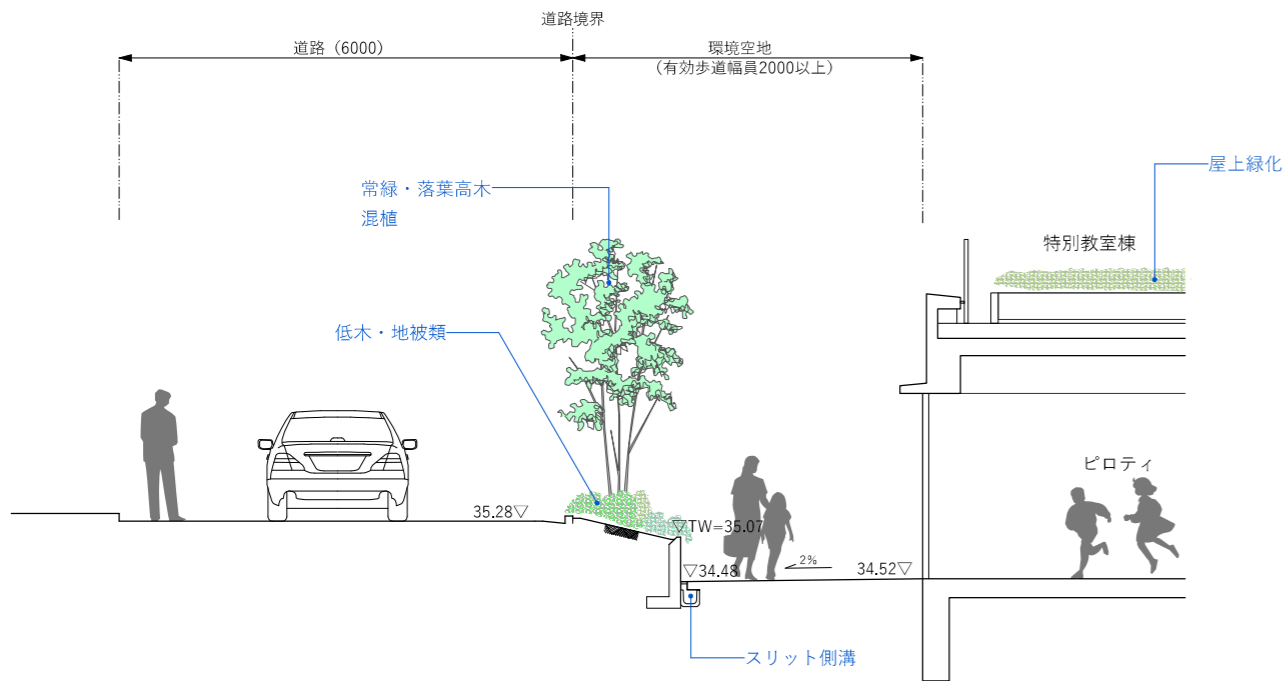 道路境界
道路（6000）
環境空地
（有効歩道幅員2000以上）
屋上緑化
常緑・落葉高木
混植
特別教室棟
低木・地被類
ピロティ
35.28▽
▽TW=35.07
▽34.48
2%
34.52▽
スリット側溝